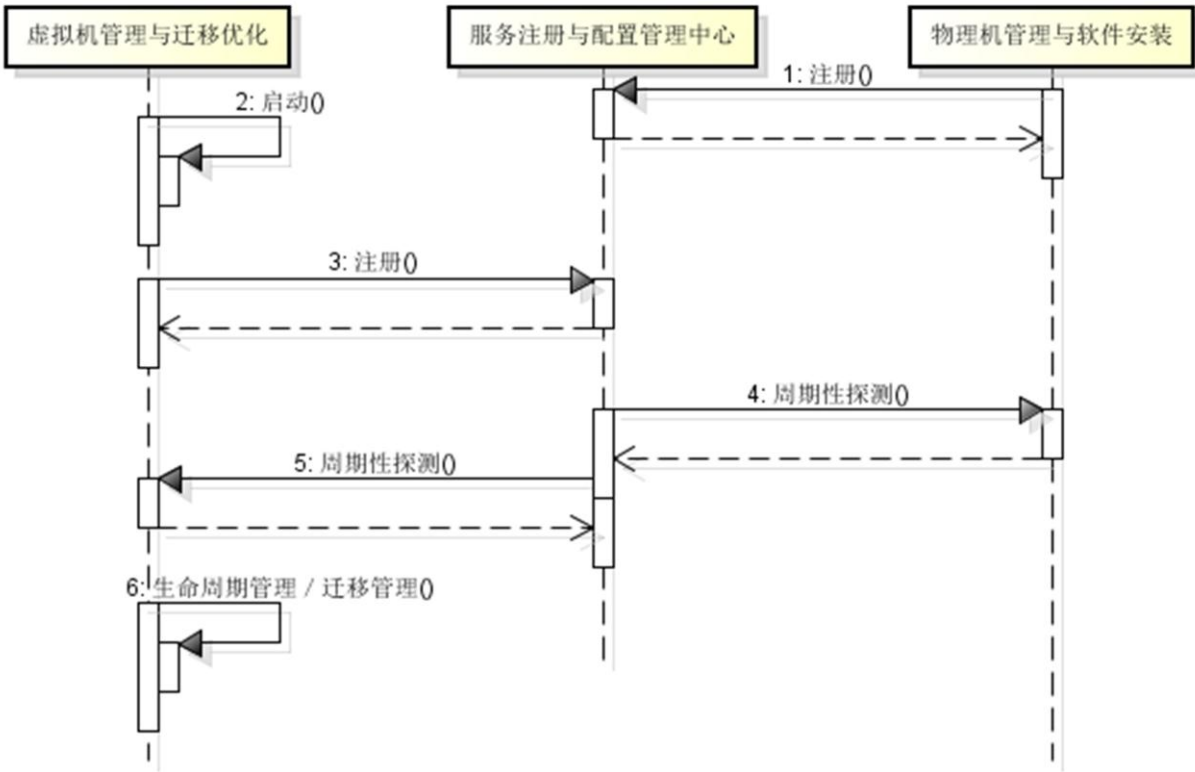 虚拟机管理与迁移优化
服务注册与配置管理中心
物理机管理与软件安装
1: 注册()
2: 启动()
3: 注册()
4: 周期性探测()
5: 周期性探测()
6: 生命周期管理 / 迁移管理()